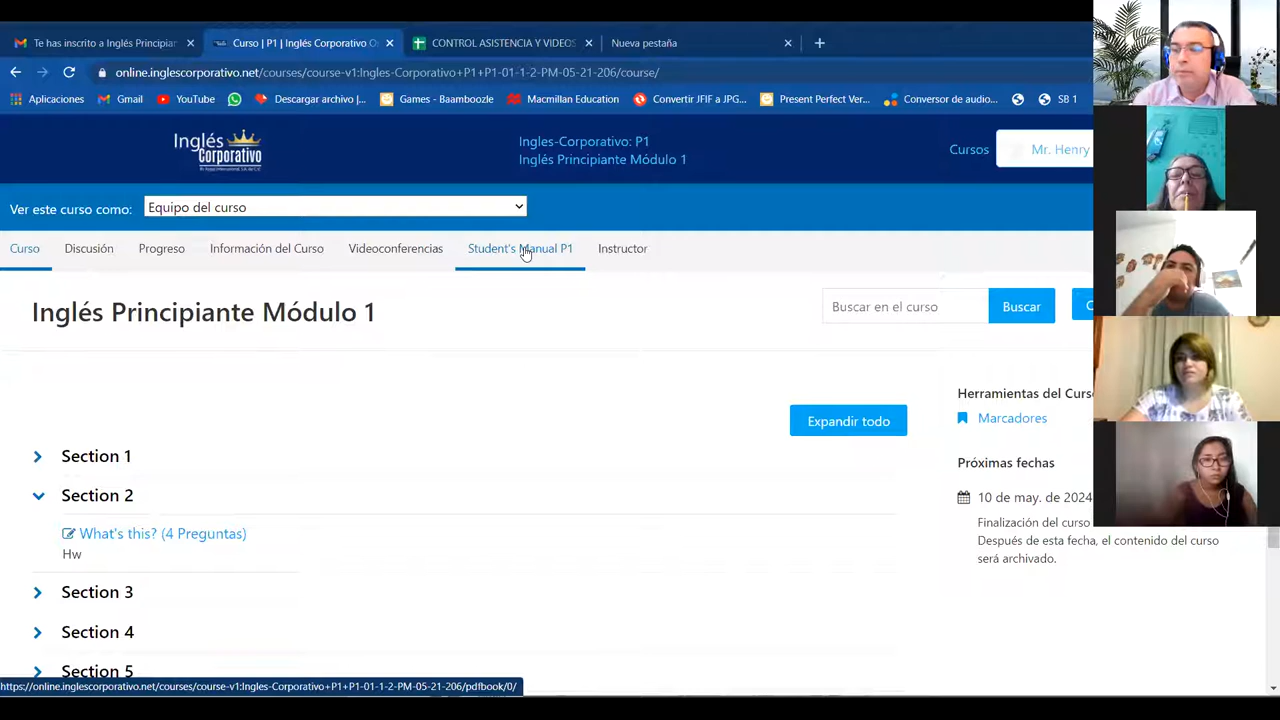 Te has inscrito a Inglés Principian
Curso | P1 | Inglés Corporativo O
CONTROL ASISTENCIA Y VIDEOS
Nueva pestaña
online.inglescorporativo.net/courses/course-v1:Ingles-Corporativo+P1+P1-01-1-2-PM-05-21-206/course/
Aplicaciones
Gmail
YouTube
Descargar archivo |...
Games - Baamboozle
Macmillan Education
Convertir JFIF a JPG...
Present Perfect Ver...
Conversor de audio...
SB 1
Inglés
Corporativo
Ingles-Corporativo: P1
Inglés Principiante Módulo 1
Cursos
Mr. Henry
Ver este curso como:
Equipo del curso
Curso
Discusión
Progreso
Información del Curso
Videoconferencias
Student's Manual P1
Instructor
Inglés Principiante Módulo 1
Buscar en el curso
Buscar
Expandir todo
Herramientas del Curs
Marcadores
Section 1
Próximas fechas
Section 2
10 de may. de 2024
What's this? (4 Preguntas)
Hw
Finalización del curso
Después de esta fecha, el contenido del curso
será archivado.
Section 3
Section 4
Section 5
https://online.inglescorporativo.net/courses/course-v1:Ingles-Corporativo+P1+P1-01-1-2-PM-05-21-206/pdfbook/0/